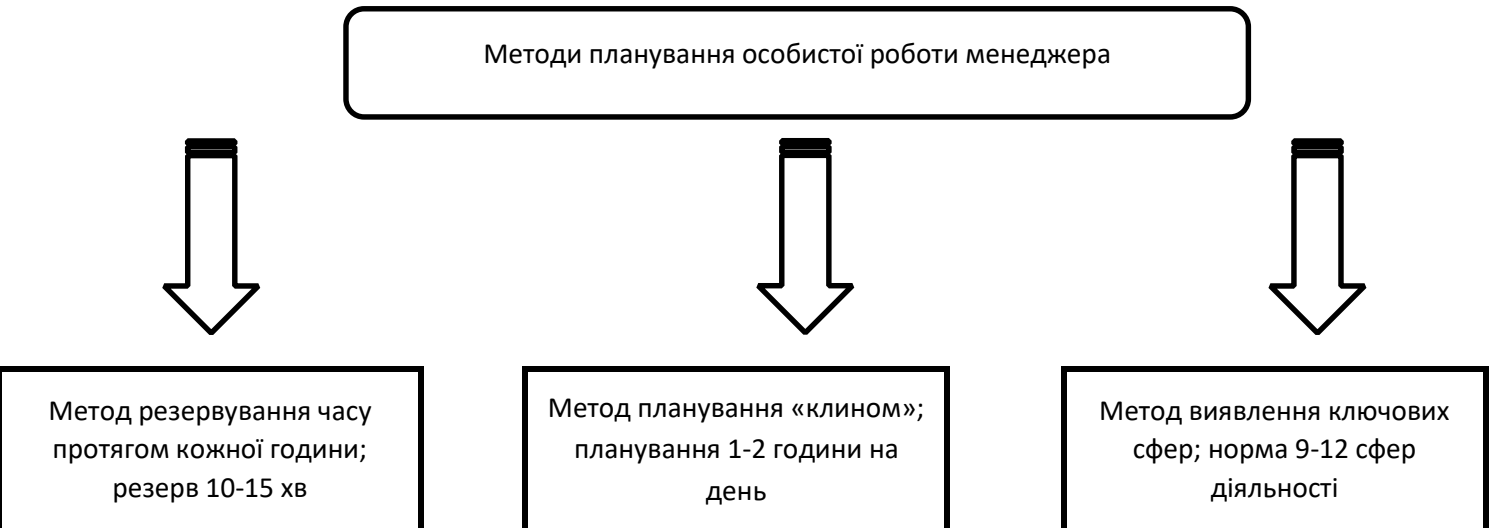 Методи планування особистої роботи менеджера
Метод резервування часу
протягом кожної години;
резерв 10-15 хв
Метод планування «клином»;
планування 1-2 години на
день
Метод виявлення ключових
сфер; норма 9-12 сфер
діяльності